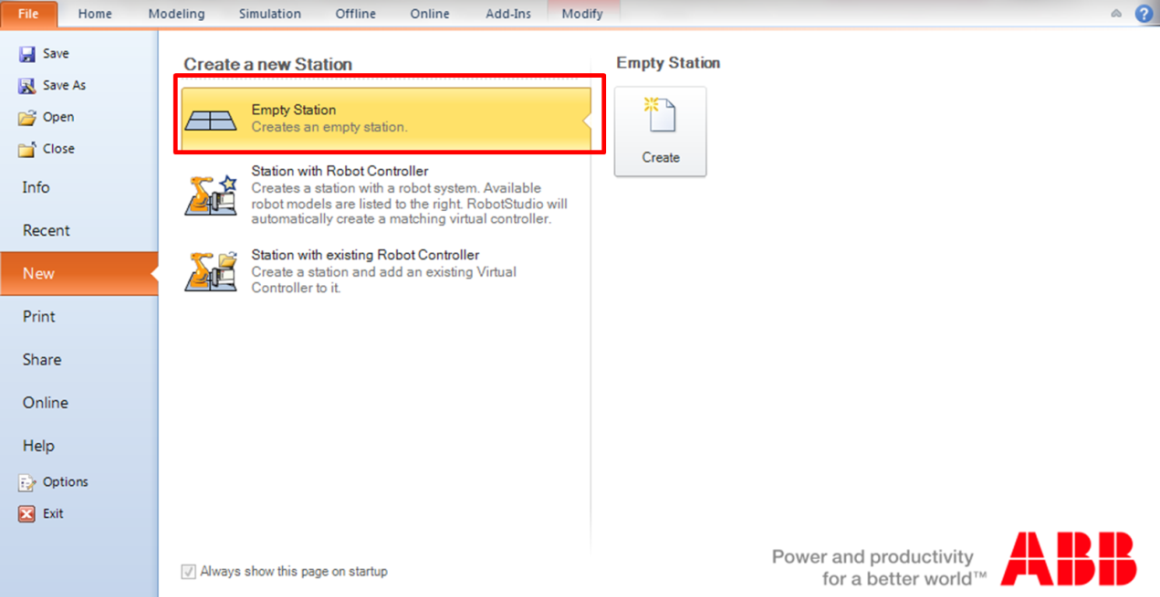 File Home Modeling Simulation Offline Online Add-Ins Modify
?
Save
Save As
Open
Close
Info
Recent
New
Print
Share
Online
Help
Options
Exit
Create a new Station
Empty Station
Creates an empty station.
Station with Robot Controller
Creates a station with a robot system. Available
robot models are listed to the right. RobotStudio will
automatically create a matching virtual controller.
Station with existing Robot Controller
Create a station and add an existing Virtual
Controller to it.
Always show this page on startup
Empty Station
Create
Power and productivity
for a better world™
ABB